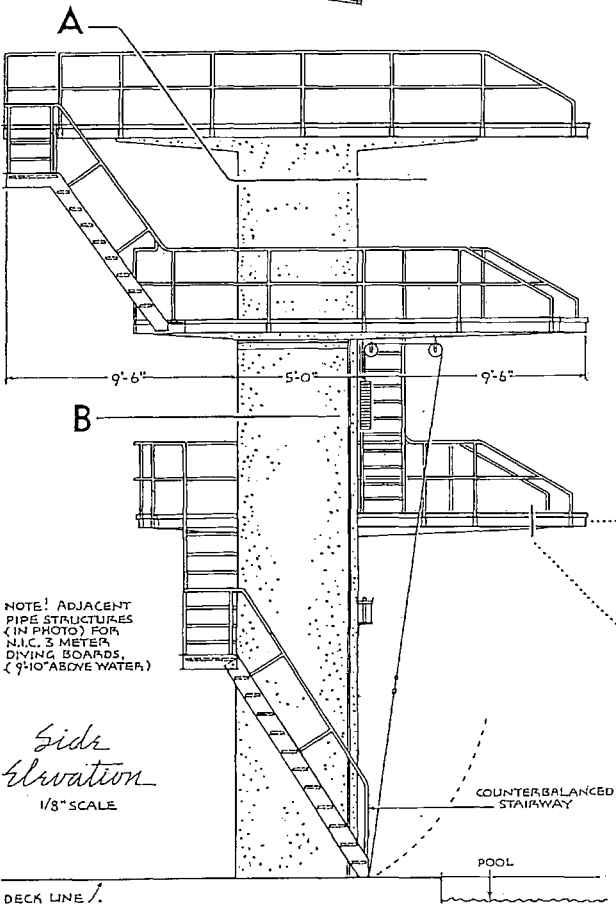 A
9'-6"
5'-0"
9'-6"
B
NOTE! ADJACENT
PIPE STRUCTURES
(IN PHOTO) FOR
N.I.C. 3 METER
DIVING BOARDS,
(9'-10" ABOVE WATER)
Side
Elevation
1/8" SCALE
COUNTERBALANCED
STAIRWAY
POOL
DECK LINE